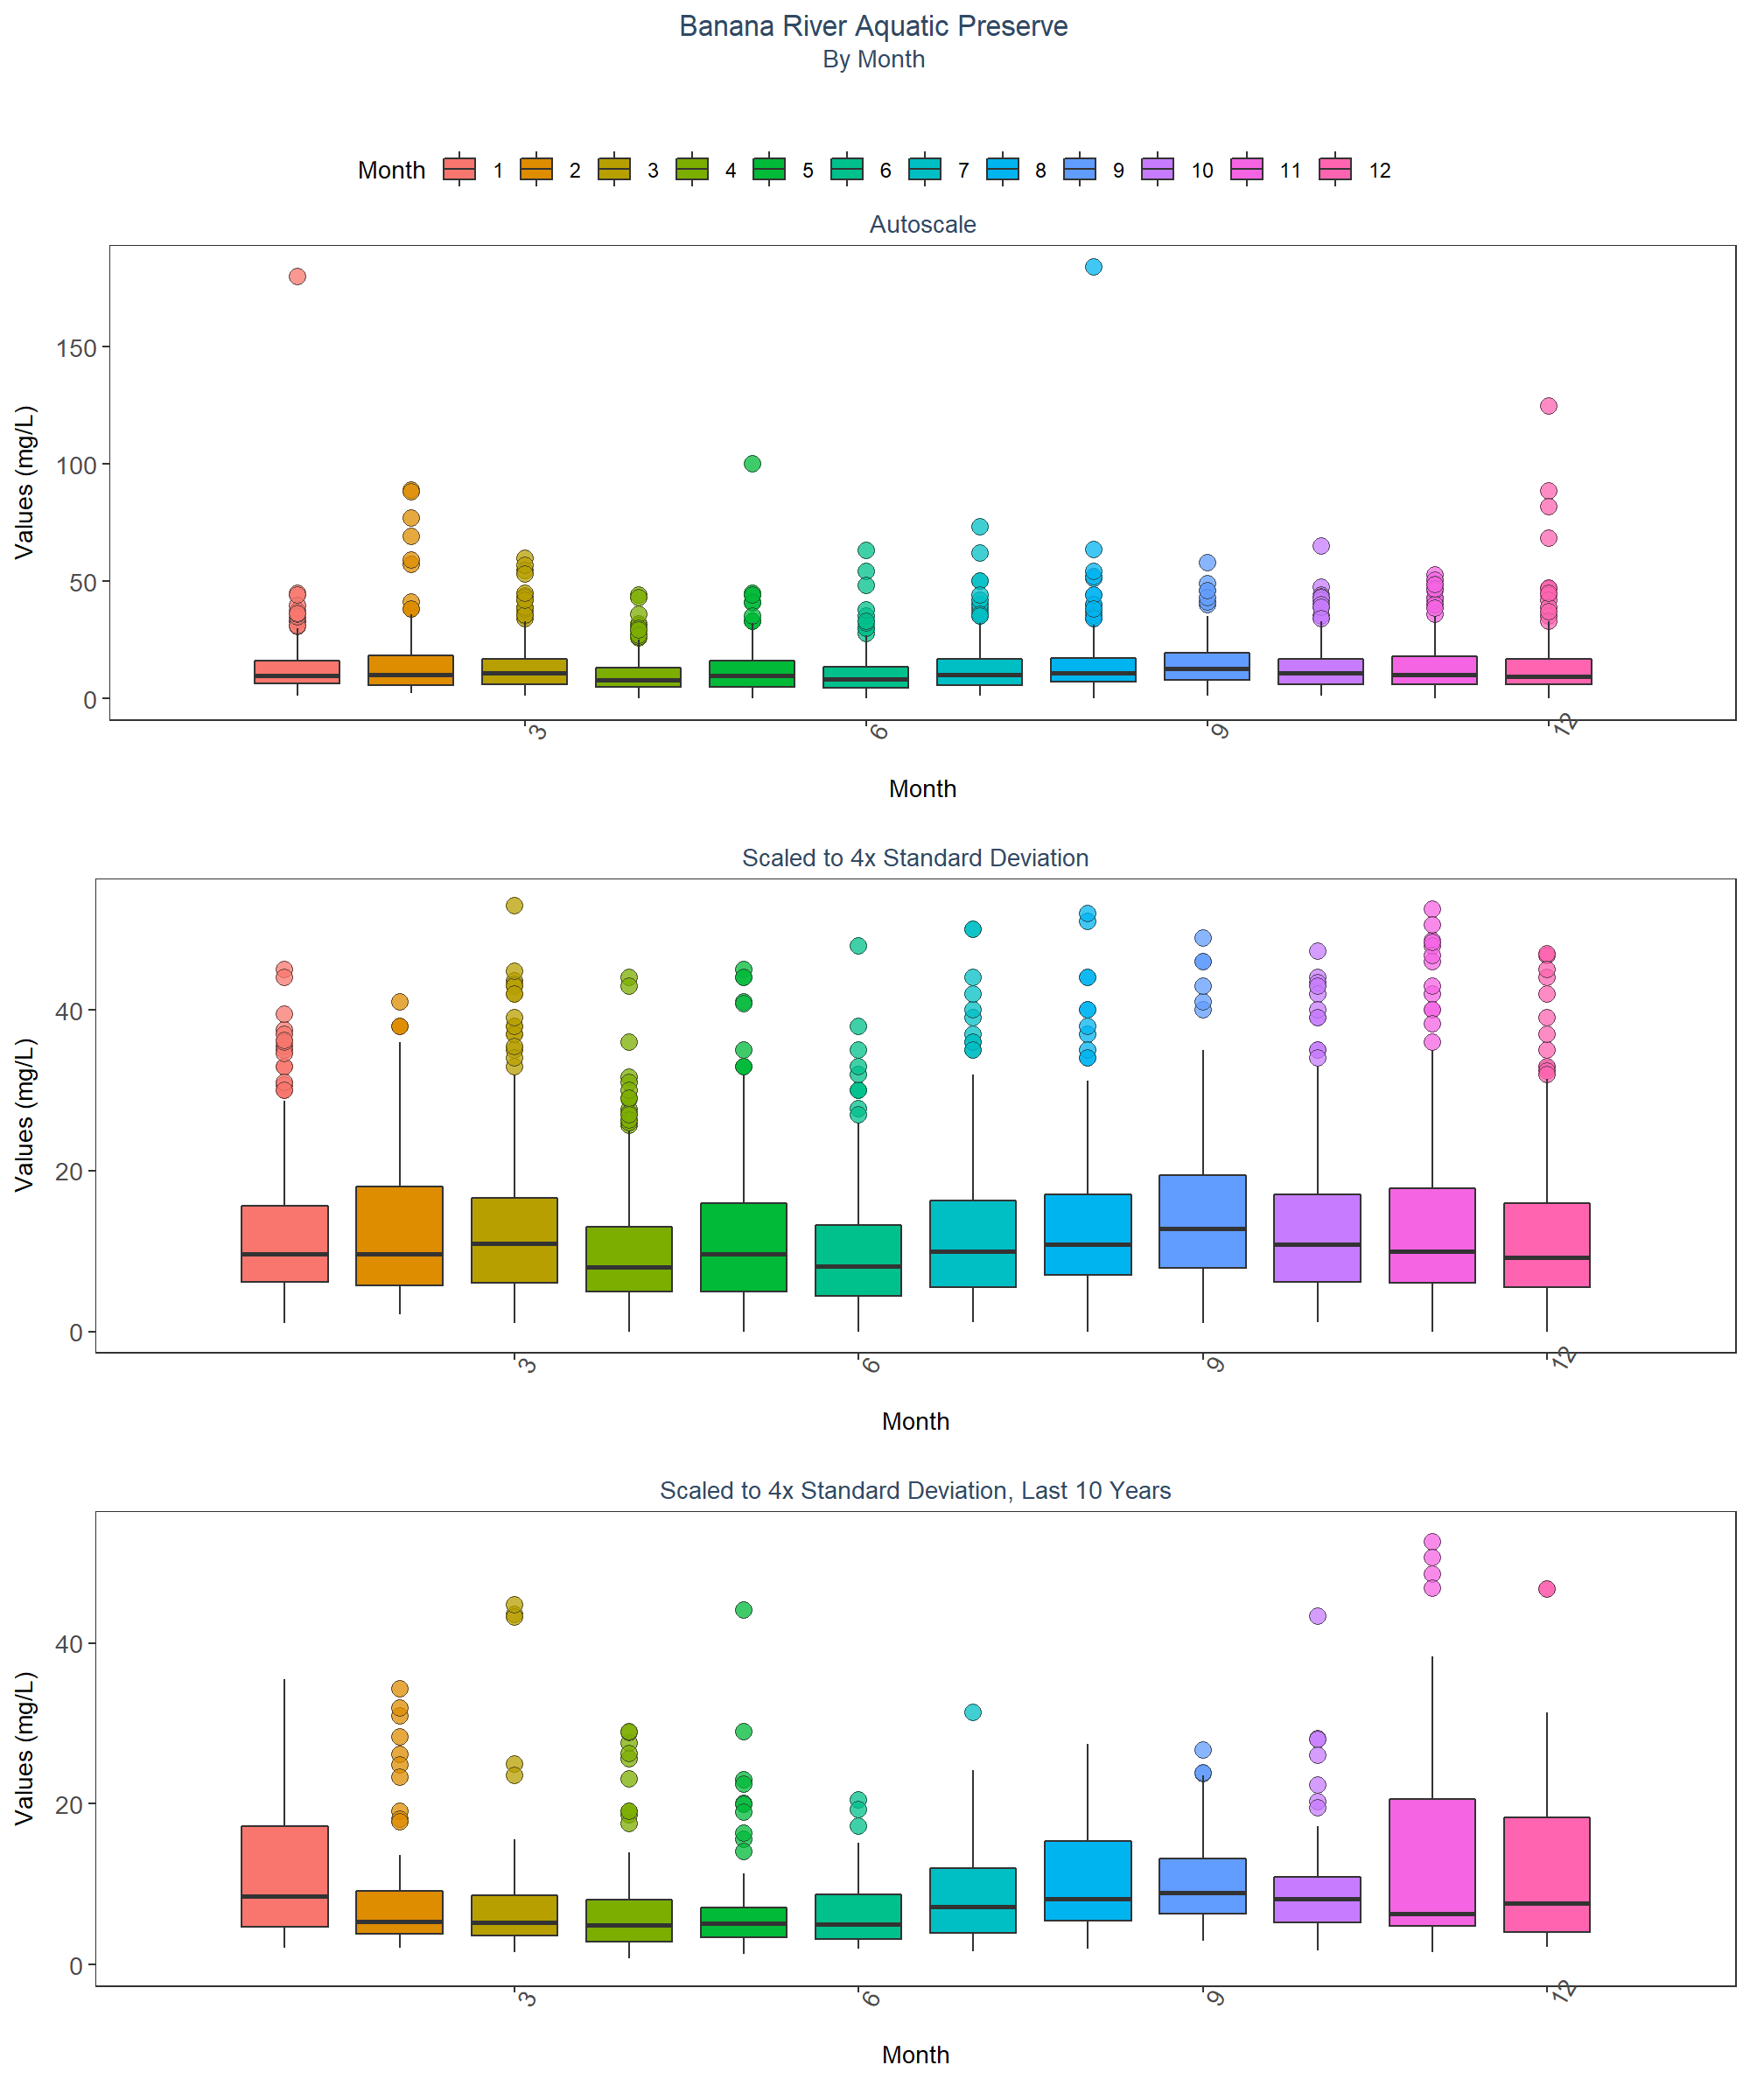 Banana River Aquatic Preserve
By Month
Month 1 2 3 4 5 6 7 8 9 10 11 12
Autoscale
Values (mg/L)
150
100
50
0
3 6 9 12
Month
Scaled to 4x Standard Deviation
Values (mg/L)
40
20
0
3 6 9 12
Month
Scaled to 4x Standard Deviation, Last 10 Years
Values (mg/L)
40
20
0
3 6 9 12
Month